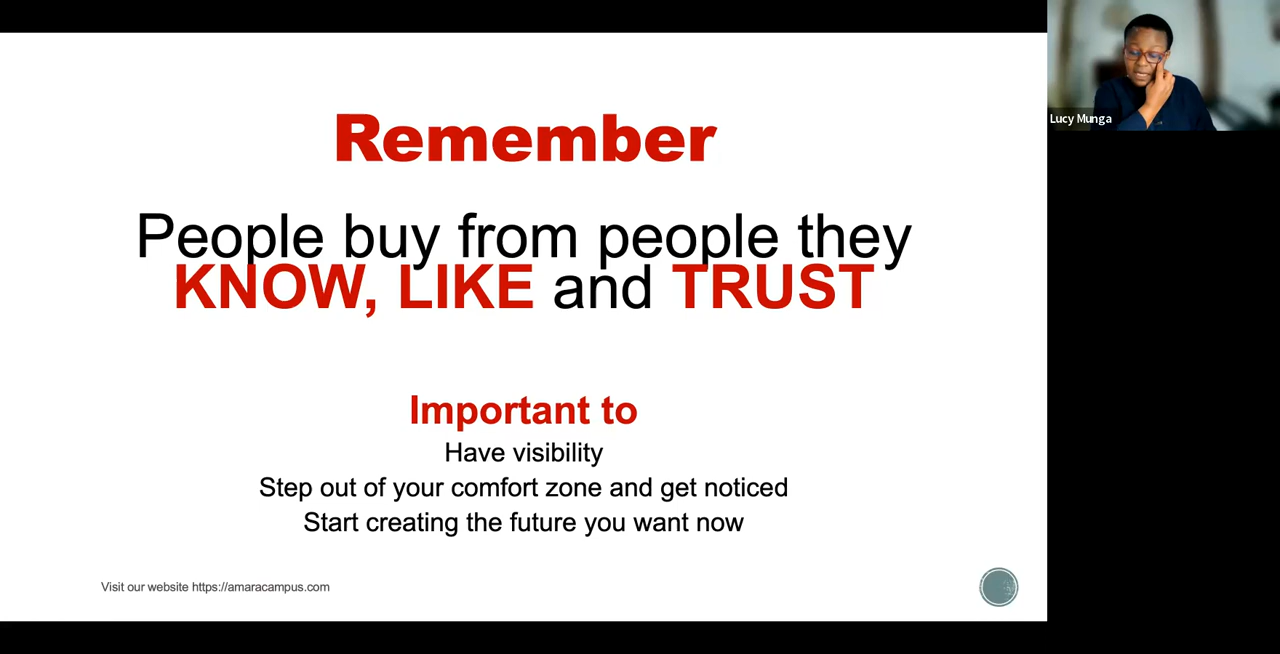 Remember
People buy from people they
KNOW, LIKE and TRUST
Important to
Have visibility
Step out of your comfort zone and get noticed
Start creating the future you want now
Visit our website https://amaracampus.com
Lucy Munga